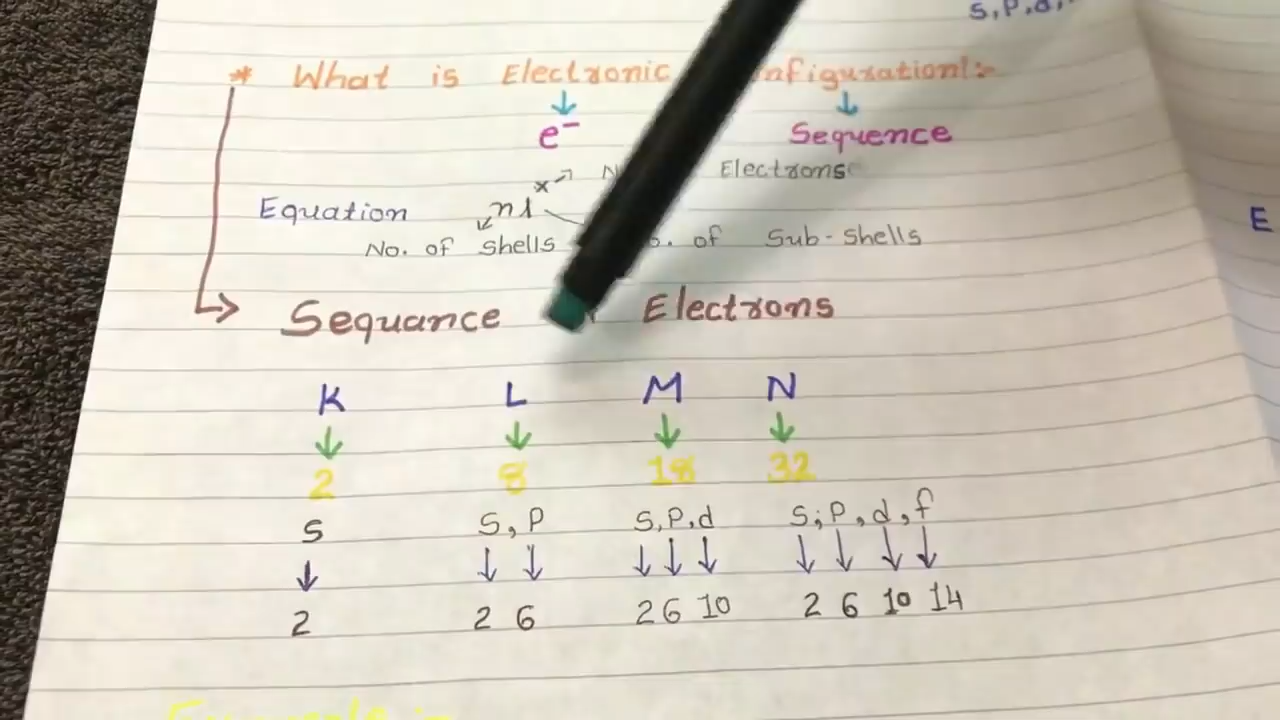 s, P, d,
* What is Electronic nfiguration!:-
e⁻ Sequence
x Electrons
Equation nl
No. of Shells of Sub-Shells
E
Sequance Electrons
K L M N
2 8 18 32
S S, P S, P, d S, P, d, f
2 2 6 2 6 10 2 6 10 14